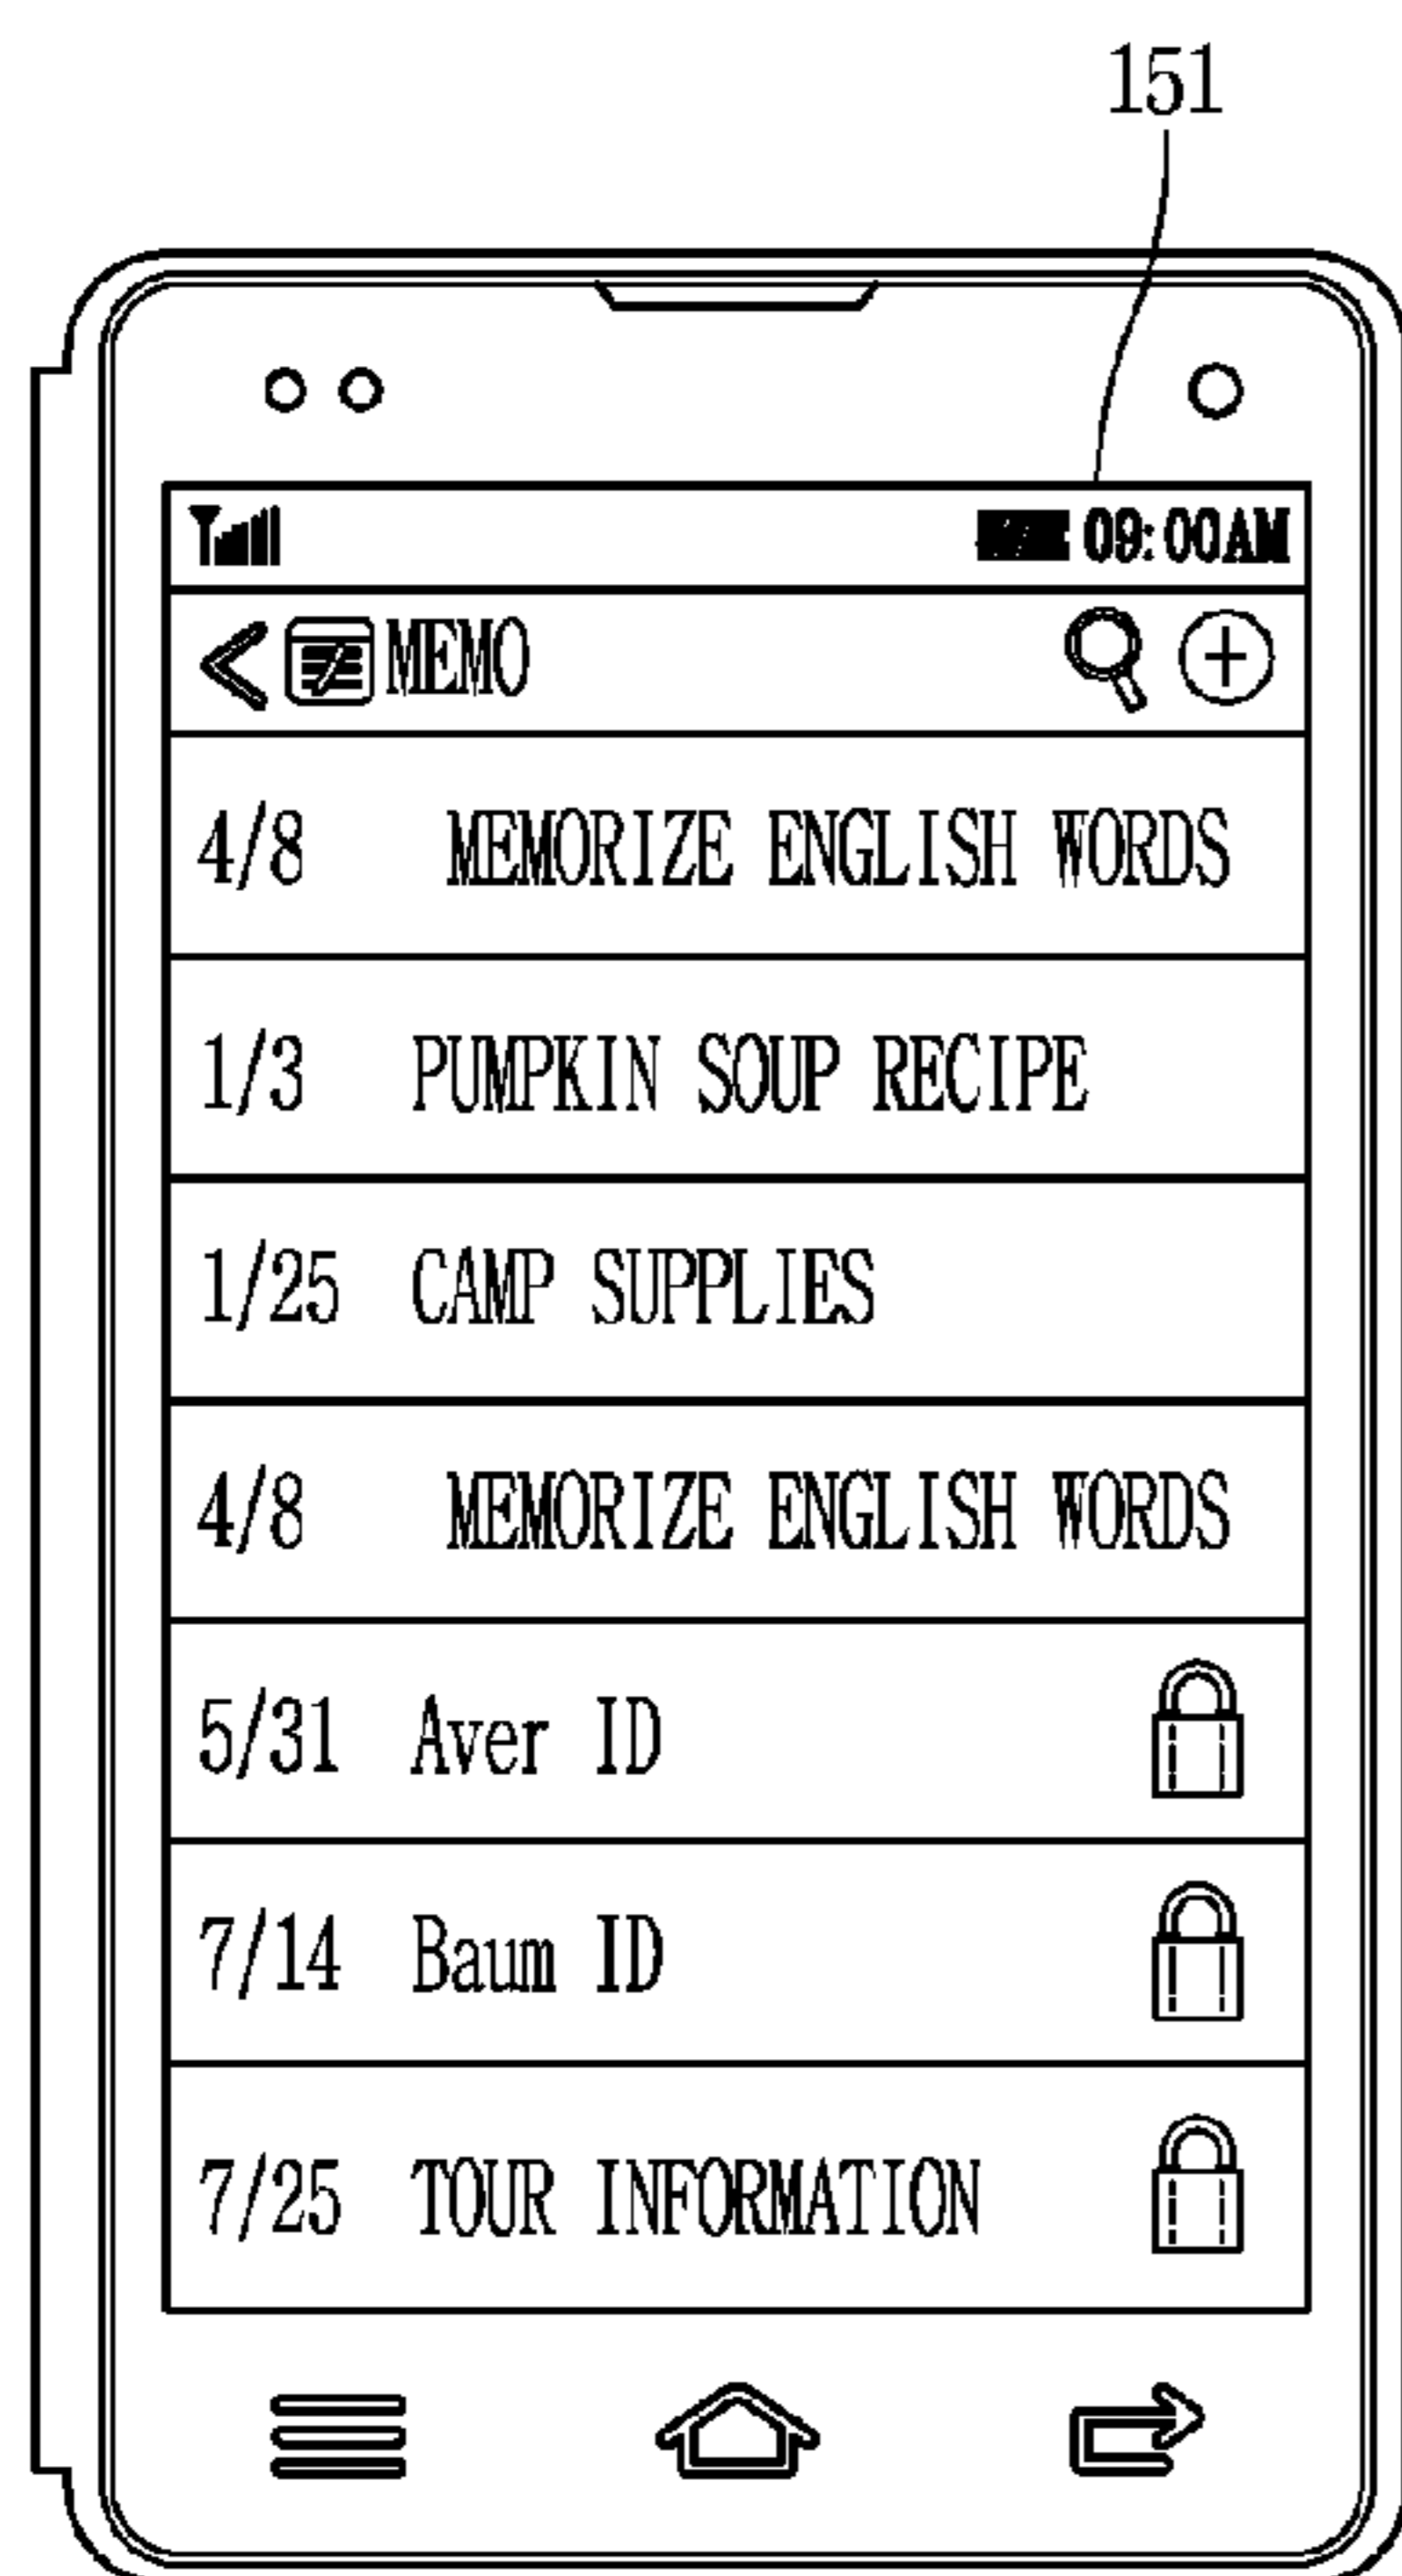 151
09:00AM
MEMO
4/8 MEMORIZE ENGLISH WORDS
1/3 PUMPKIN SOUP RECIPE
1/25 CAMP SUPPLIES
4/8 MEMORIZE ENGLISH WORDS
5/31 Aver ID
7/14 Baum ID
7/25 TOUR INFORMATION